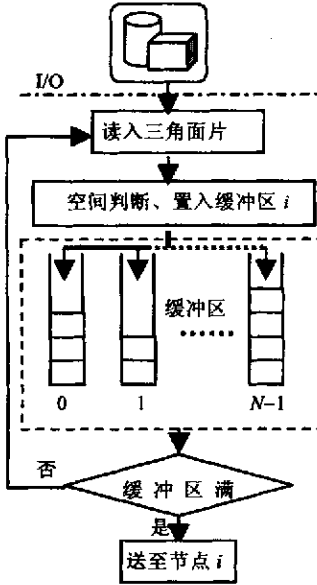 I/O
读入三角面片
空间判断、置入缓冲区 i
缓冲区
......
0 1 N-1
否
缓冲区满
是
送至节点 i